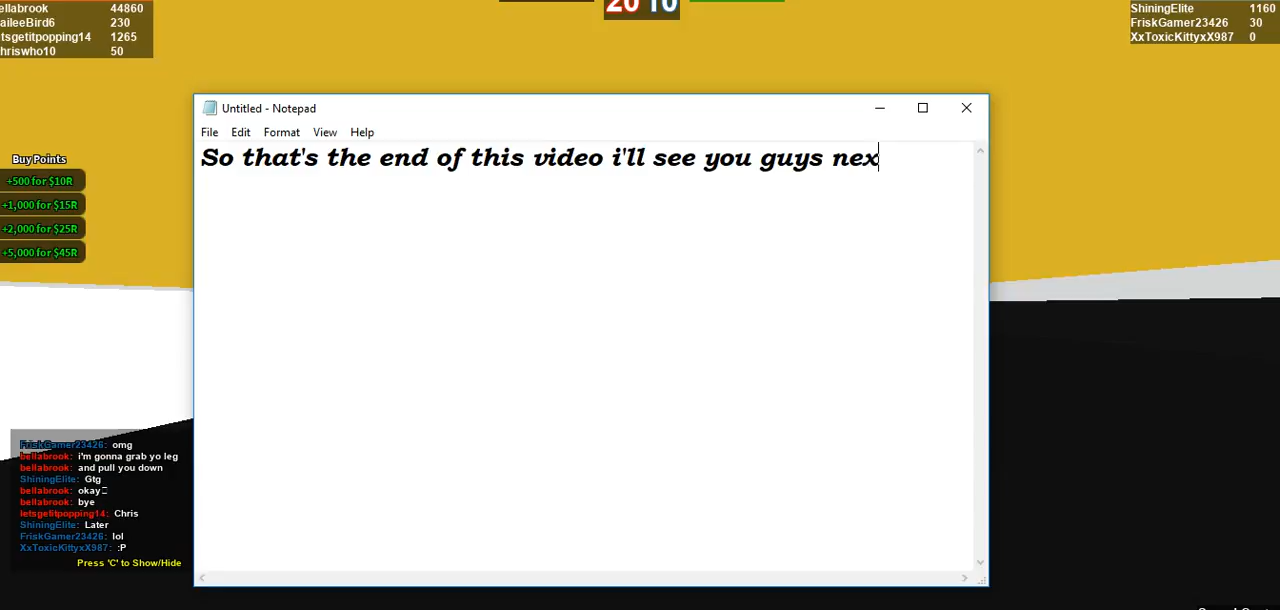 ellabrook 44860
aileeBird6 230
tsgetitpopping14 1265
hriswho10 50
20 10
ShiningElite 1160
FriskGamer23426 30
XxToxicKittyxX987 0
Untitled - Notepad
File Edit Format View Help
So that's the end of this video i'll see you guys nex
Buy Points
+500 for $10R
+1,000 for $15R
+2,000 for $25R
+5,000 for $45R
FriskGamer23426: omg
bellabrook: i'm gonna grab yo leg
bellabrook: and pull you down
ShiningElite: Gtg
bellabrook: okay
bellabrook: bye
letsgetitpopping14: Chris
ShiningElite: Later
FriskGamer23426: lol
XxToxicKittyxX987: :P
Press 'C' to Show/Hide